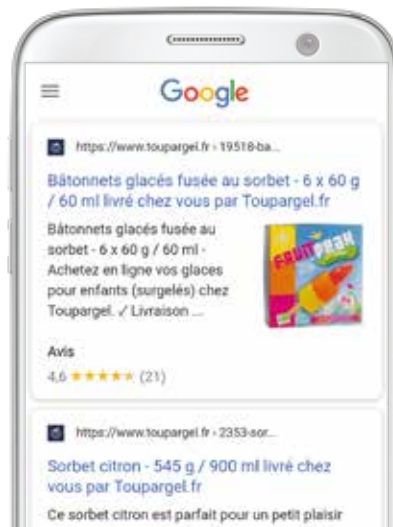 Google
https://www.toupargel.fr › 19518-ba...
Bâtonnets glacés fusée au sorbet - 6 x 60 g
/ 60 ml livré chez vous par Toupargel.fr
Bâtonnets glacés fusée au
sorbet - 6 x 60 g / 60 ml -
Achetez en ligne vos glaces
pour enfants (surgelés) chez
Toupargel. ✓ Livraison ...
Avis
4,6 ★★★★★ (21)
https://www.toupargel.fr › 2353-sor...
Sorbet citron - 545 g / 900 ml livré chez
vous par Toupargel.fr
Ce sorbet citron est parfait pour un petit plaisir